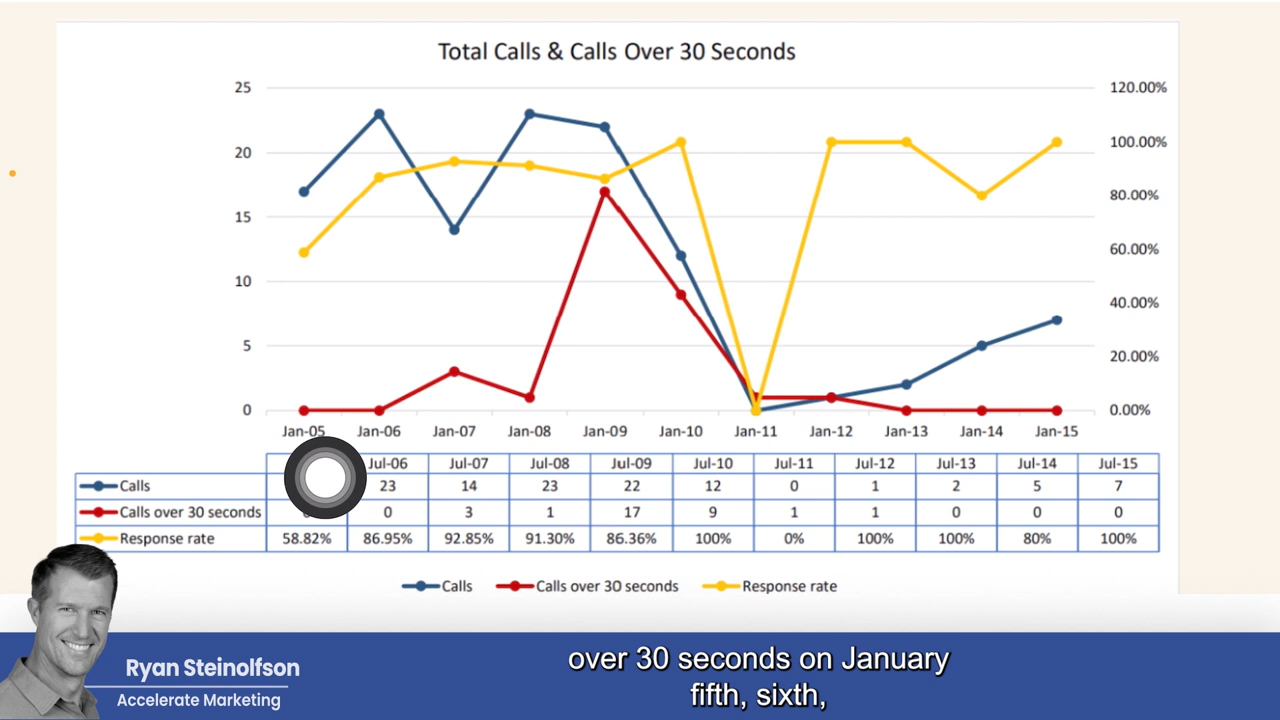 Total Calls & Calls Over 30 Seconds
25 120.00%
20 100.00%
15 80.00%
60.00%
10 40.00%
5 20.00%
0 0.00%
Jan-05 Jan-06 Jan-07 Jan-08 Jan-09 Jan-10 Jan-11 Jan-12 Jan-13 Jan-14 Jan-15
Jul-06 Jul-07 Jul-08 Jul-09 Jul-10 Jul-11 Jul-12 Jul-13 Jul-14 Jul-15
Calls 23 14 23 22 12 0 1 2 5 7
Calls over 30 seconds 0 3 1 17 9 1 1 0 0 0
Response rate 58.82% 86.95% 92.85% 91.30% 86.36% 100% 0% 100% 100% 80% 100%
Calls Calls over 30 seconds Response rate
Ryan Steinolfson
Accelerate Marketing
over 30 seconds on January
fifth, sixth,